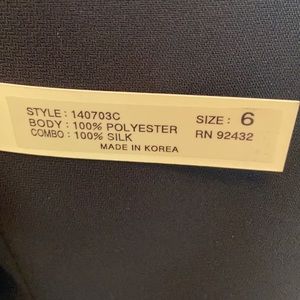 STYLE : 140703C SIZE : 6
BODY : 100% POLYESTER RN 92432
COMBO : 100% SILK
MADE IN KOREA